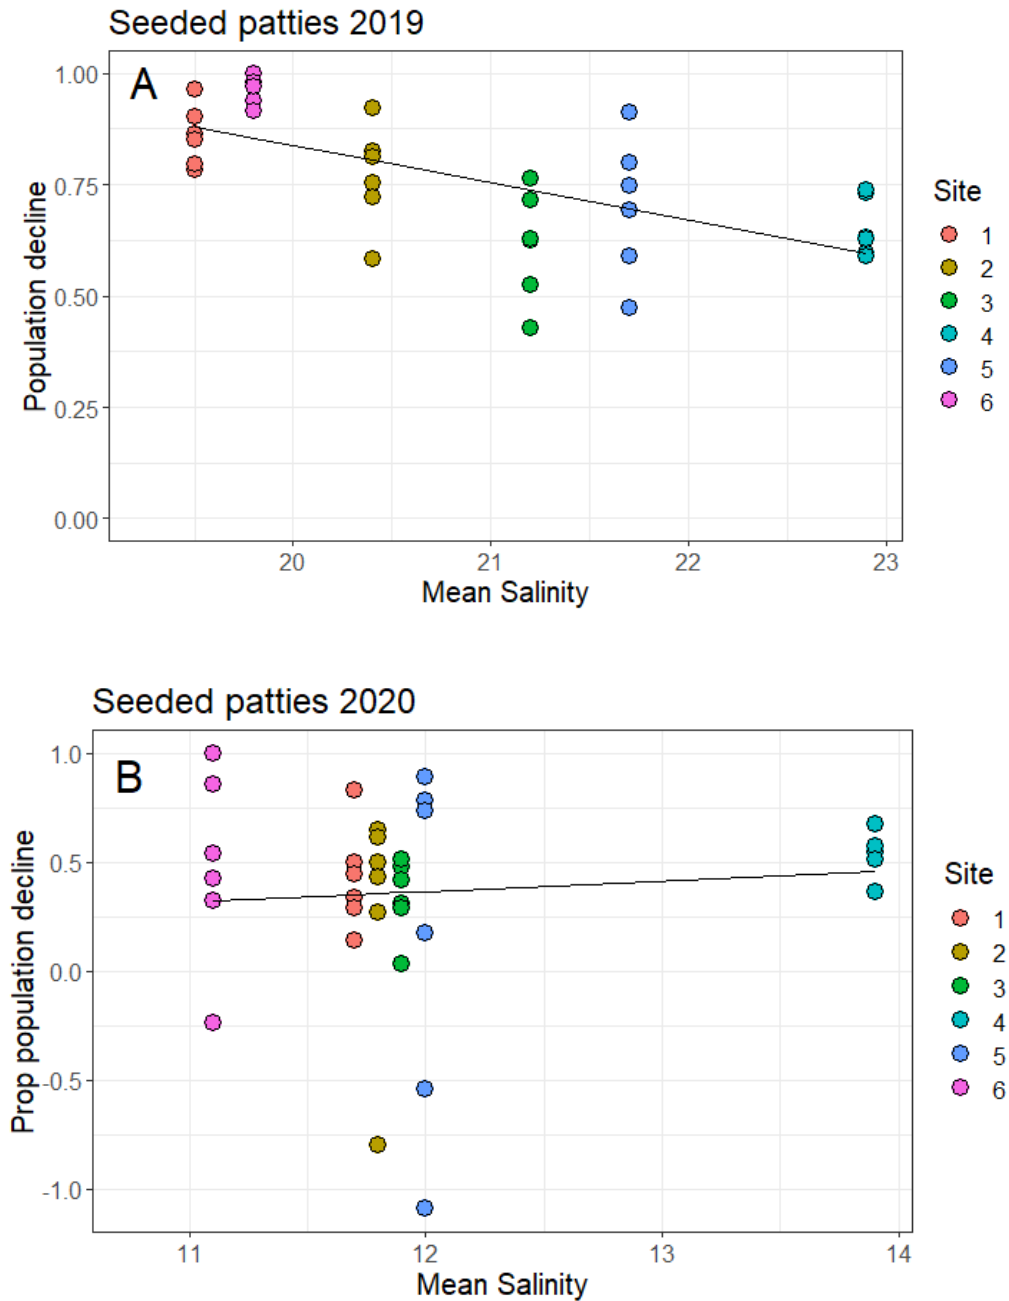 Seeded patties 2019
A
Population decline
1.00
0.75
0.50
0.25
0.00
20 21 22 23
Mean Salinity
Site
1
2
3
4
5
6
Seeded patties 2020
B
Prop population decline
1.0
0.5
0.0
-0.5
-1.0
11 12 13 14
Mean Salinity
Site
1
2
3
4
5
6